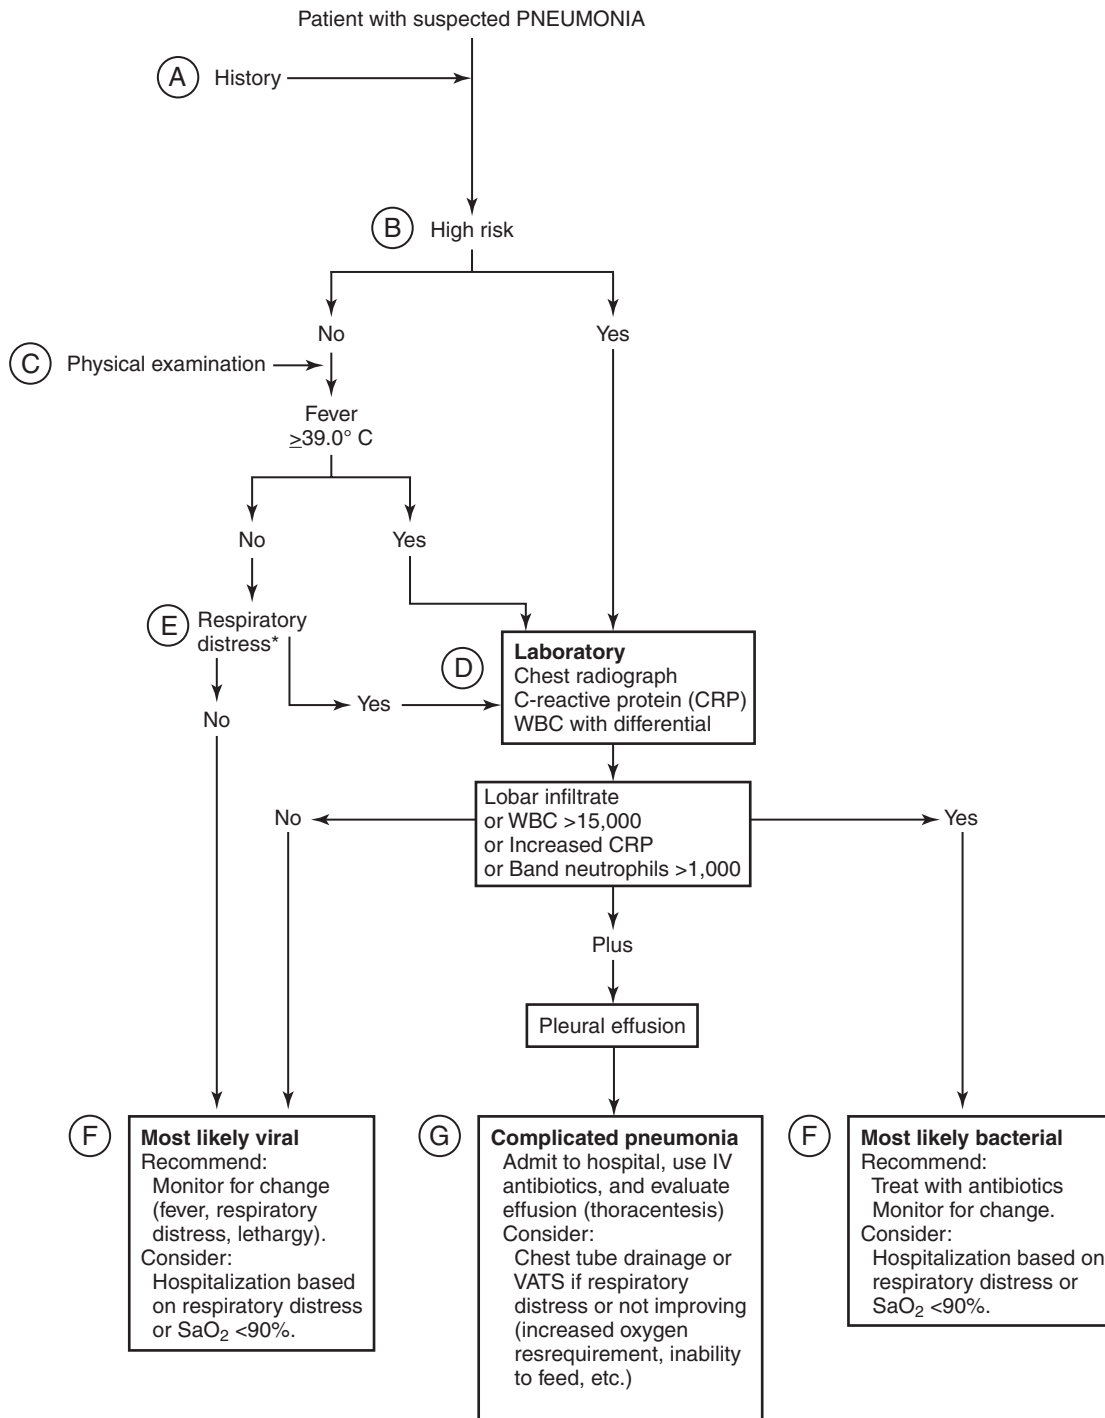 Patient with suspected PNEUMONIA
A History
B High risk
No
Yes
C Physical examination
Fever
≥39.0° C
No
Yes
E Respiratory
distress*
Yes
No
D Laboratory
Chest radiograph
C-reactive protein (CRP)
WBC with differential
Lobar infiltrate
or WBC >15,000
or Increased CRP
or Band neutrophils >1,000
No
Yes
Plus
Pleural effusion
F Most likely viral
Recommend:
Monitor for change
(fever, respiratory
distress, lethargy).
Consider:
Hospitalization based
on respiratory distress
or SaO₂ <90%.
G Complicated pneumonia
Admit to hospital, use IV
antibiotics, and evaluate
effusion (thoracentesis)
Consider:
Chest tube drainage or
VATS if respiratory
distress or not improving
(increased oxygen
resrequirement, inability
to feed, etc.)
F Most likely bacterial
Recommend:
Treat with antibiotics
Monitor for change.
Consider:
Hospitalization based on
respiratory distress or
SaO₂ <90%.